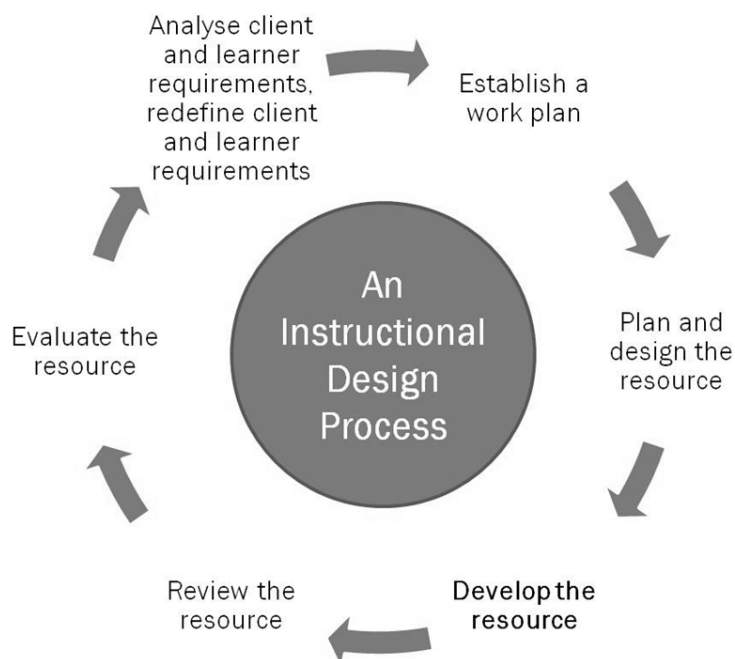 Analyse client
and learner
requirements,
redefine client
and learner
requirements
Establish a
work plan
Plan and
design the
resource
Develop the
resource
Review the
resource
Evaluate the
resource
An
Instructional
Design
Process